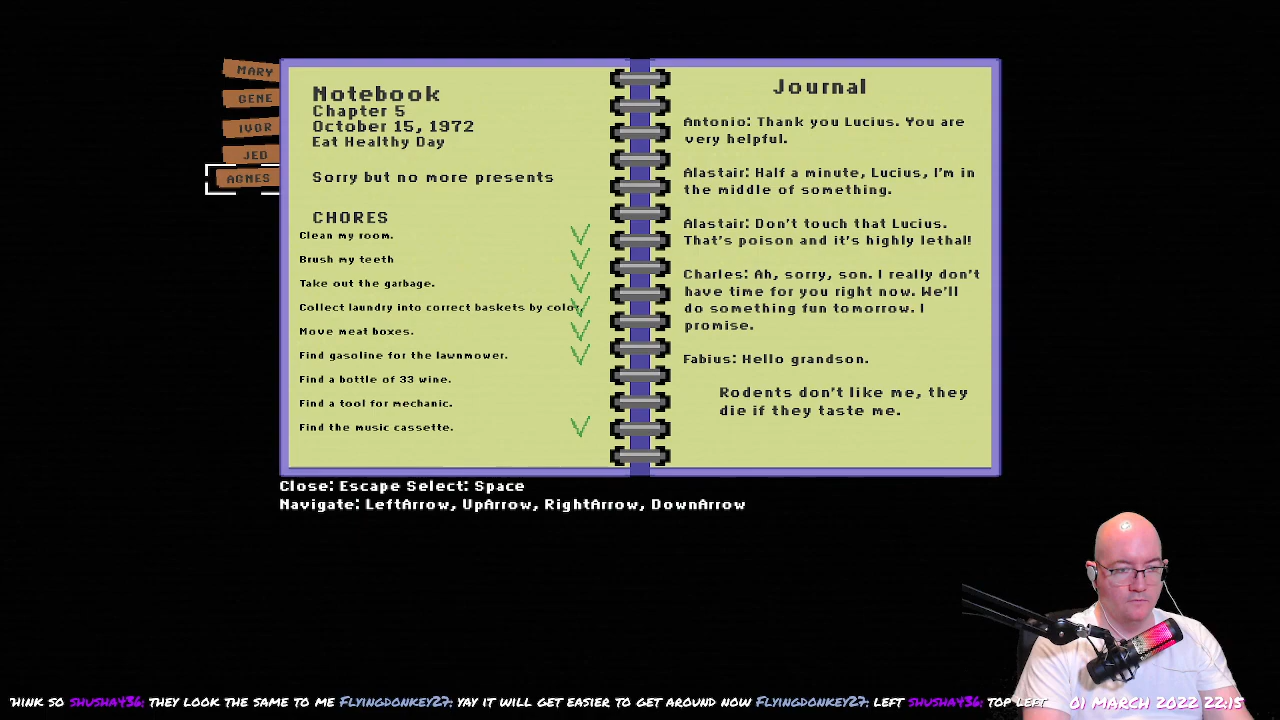 MARY
GENE
IVOR
JED
AGNES
Notebook
Chapter 5
October 15, 1972
Eat Healthy Day
Sorry but no more presents
CHORES
Clean my room.
Brush my teeth
Take out the garbage.
Collect laundry into correct baskets by color
Move meat boxes.
Find gasoline for the lawnmower.
Find a bottle of 33 wine.
Find a tool for mechanic.
Find the music cassette.
Journal
Antonio: Thank you Lucius. You are
very helpful.
Alastair: Half a minute, Lucius, I'm in
the middle of something.
Alastair: Don't touch that Lucius.
That's poison and it's highly lethal!
Charles: Ah, sorry, son. I really don't
have time for you right now. We'll
do something fun tomorrow. I
promise.
Fabius: Hello grandson.
Rodents don't like me, they
die if they taste me.
Close: Escape Select: Space
Navigate: LeftArrow, UpArrow, RightArrow, DownArrow
hink so shusha436: they look the same to me FlyingDonkey27: yay it will get easier to get around now FlyingDonkey27: left shusha436: top left
01 March 2022 22:15